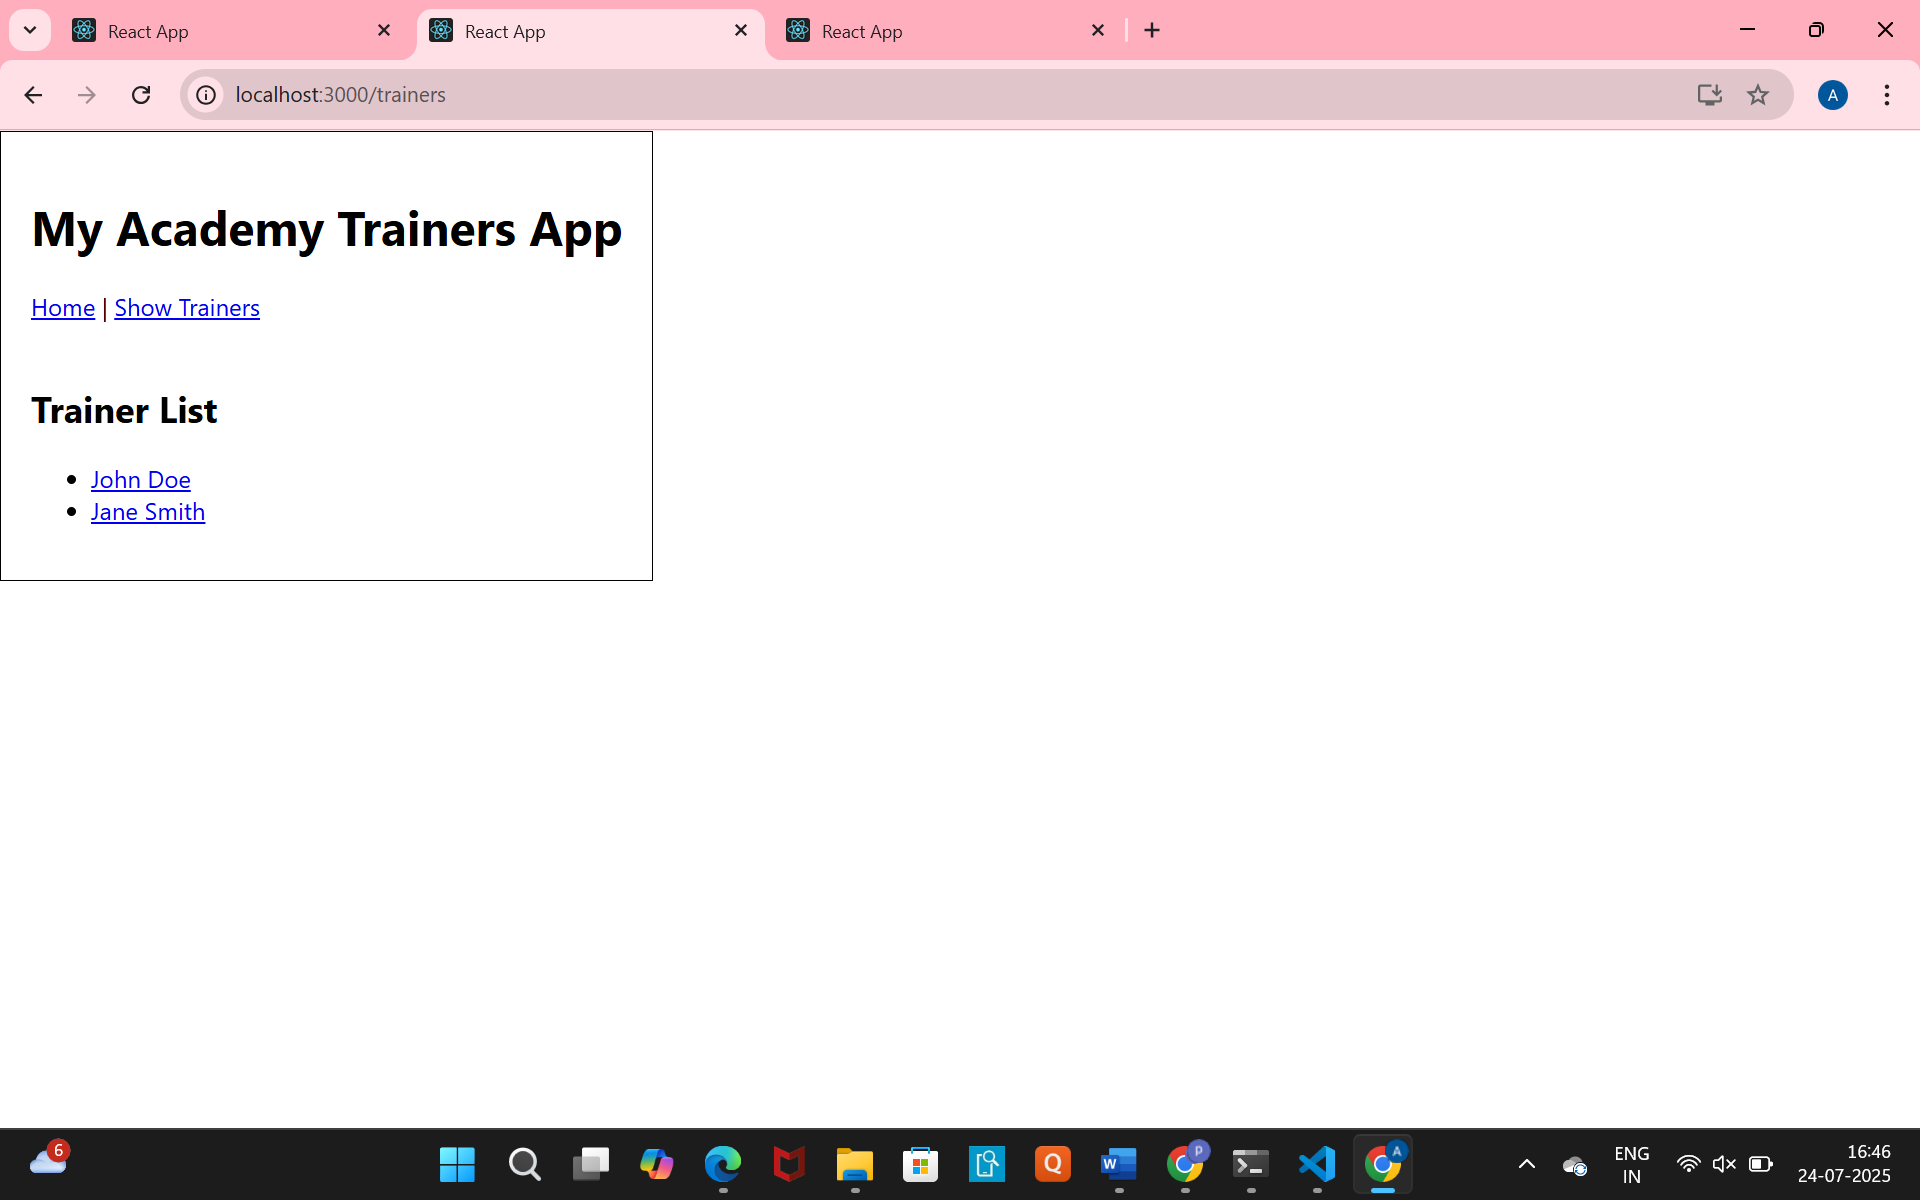 React App
React App
React App
localhost:3000/trainers
A
My Academy Trainers App
Home | Show Trainers
Trainer List
John Doe
Jane Smith
6
Q
W
P
A
ENG
IN
16:46
24-07-2025